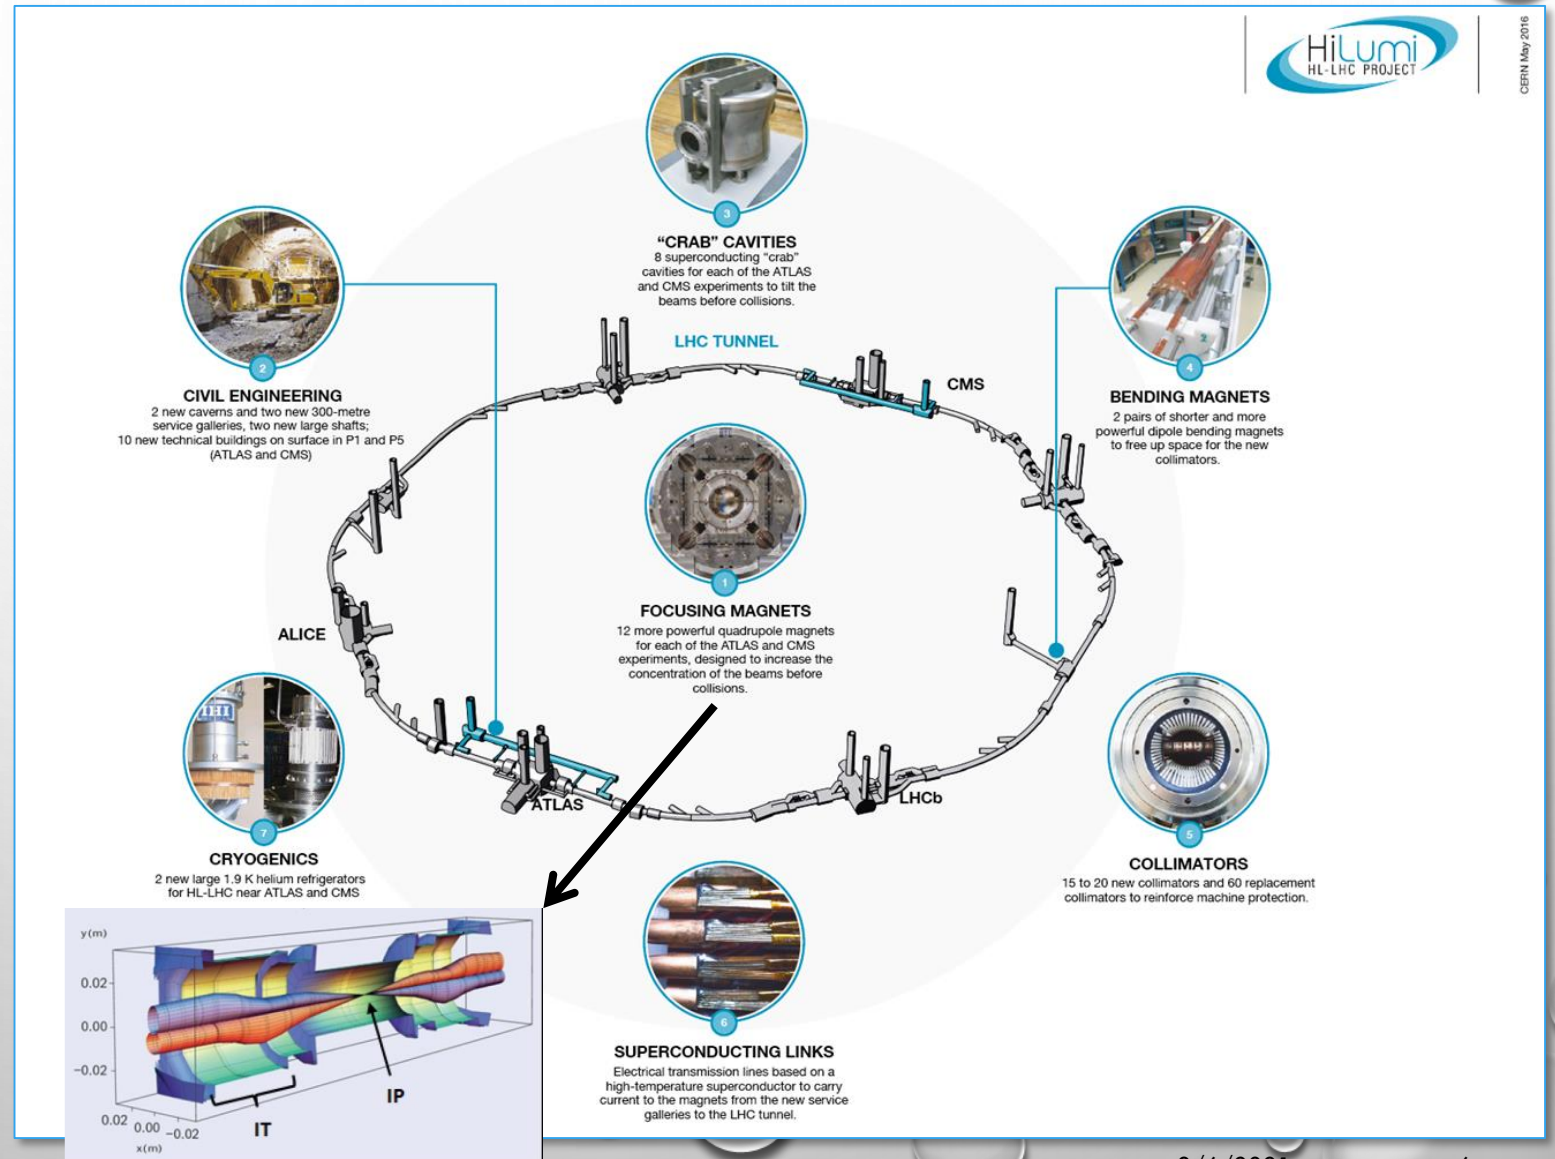 HiLumi
HL-LHC PROJECT
CERN May 2016
3
“CRAB” CAVITIES
8 superconducting “crab”
cavities for each of the ATLAS
and CMS experiments to tilt the
beams before collisions.
LHC TUNNEL
2
CIVIL ENGINEERING
2 new caverns and two new 300-metre
service galleries, two new large shafts;
10 new technical buildings on surface in P1 and P5
(ATLAS and CMS)
4
BENDING MAGNETS
2 pairs of shorter and more
powerful dipole bending magnets
to free up space for the new
collimators.
CMS
1
FOCUSING MAGNETS
12 more powerful quadrupole magnets
for each of the ATLAS and CMS
experiments, designed to increase the
concentration of the beams before
collisions.
ALICE
ATLAS
LHCb
7
CRYOGENICS
2 new large 1.9 K helium refrigerators
for HL-LHC near ATLAS and CMS
5
COLLIMATORS
15 to 20 new collimators and 60 replacement
collimators to reinforce machine protection.
6
SUPERCONDUCTING LINKS
Electrical transmission lines based on a
high-temperature superconductor to carry
current to the magnets from the new service
galleries to the LHC tunnel.
y(m)
0.02
0.00
−0.02
0.02
0.00
−0.02
x(m)
IT
IP